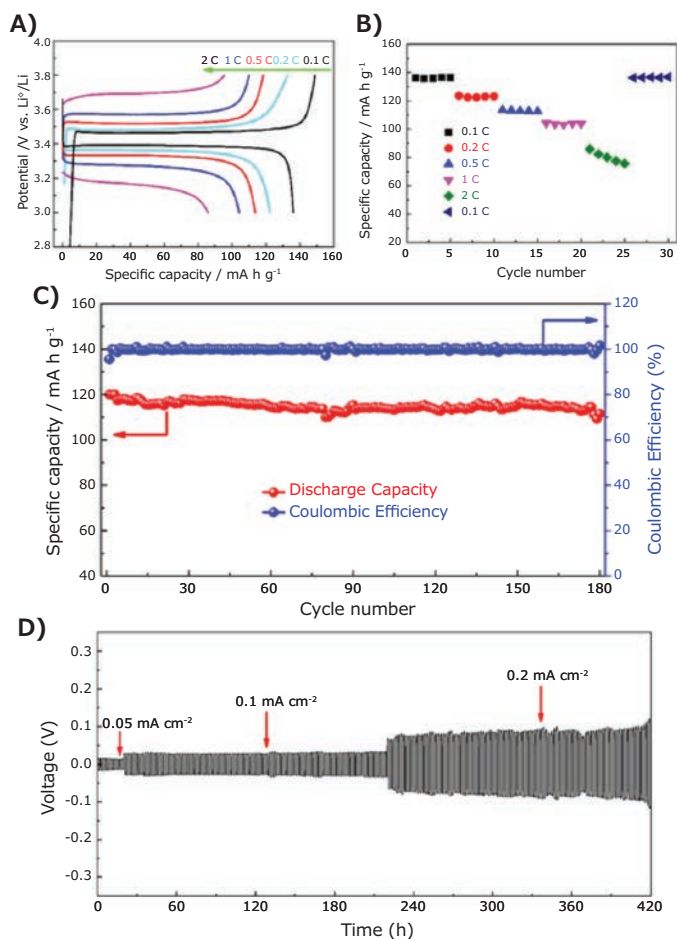 A)
4.0
3.8
3.6
3.4
3.2
3.0
2.8
Potential /V vs. Li°/Li
2 C 1 C 0.5 C 0.2 C 0.1 C
0 20 40 60 80 100 120 140 160
Specific capacity / mA h g⁻¹
B)
160
140
120
100
80
60
40
20
Specific capacity / mA h g⁻¹
0.1 C
0.2 C
0.5 C
1 C
2 C
0.1 C
0 5 10 15 20 25 30
Cycle number
C)
160
140
120
110
80
60
40
Specific capacity / mA h g⁻¹
Discharge Capacity
Coulombic Efficiency
120
100
80
60
40
20
0
Coulombic Efficiency (%)
0 30 60 90 120 150 180
Cycle number
D)
0.3
0.2
0.1
0.0
-0.1
-0.2
-0.3
Voltage (V)
0.05 mA cm⁻²
0.1 mA cm⁻²
0.2 mA cm⁻²
0 60 120 180 240 300 360 420
Time (h)